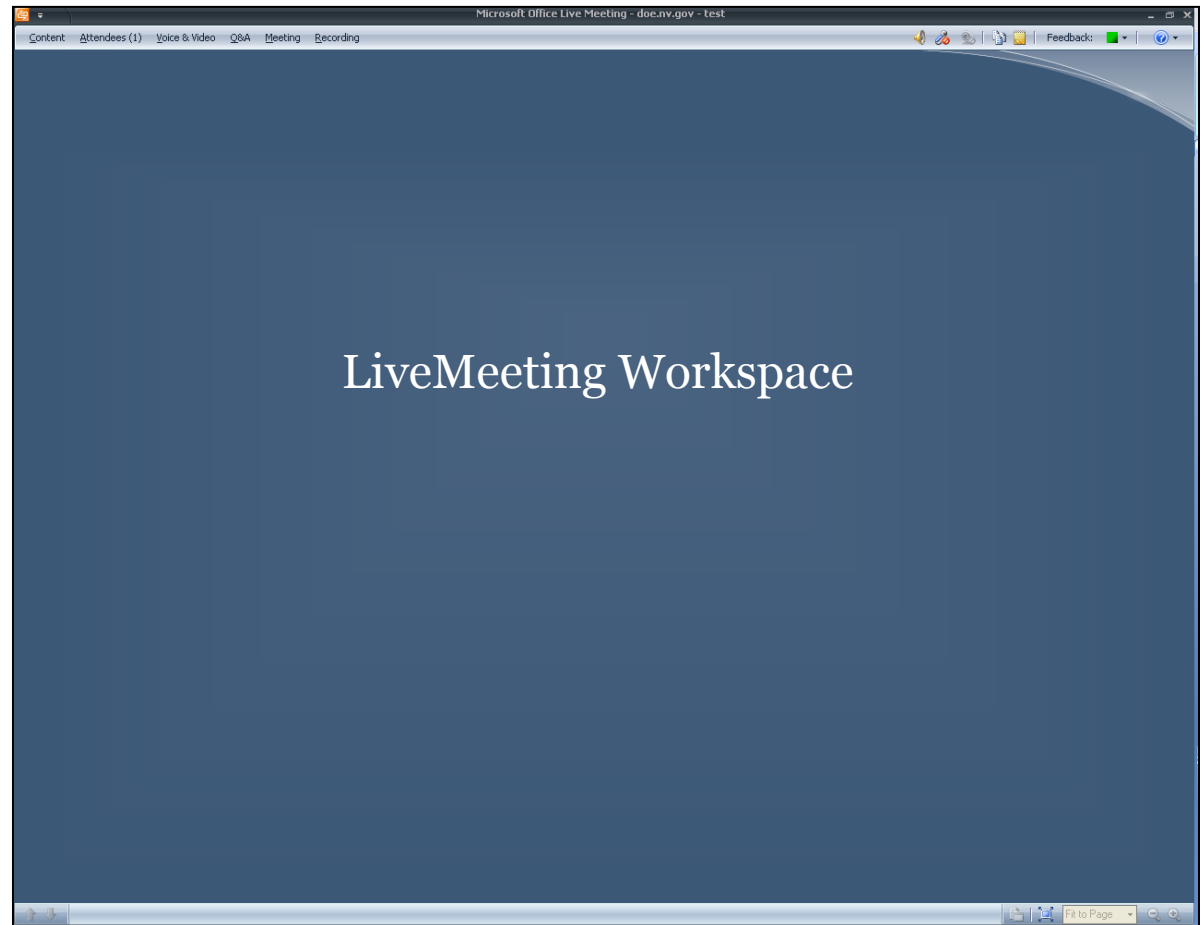 Microsoft Office Live Meeting - doe.nv.gov - test
Content Attendees (1) Voice & Video Q&A Meeting Recording Feedback:
LiveMeeting Workspace
Fit to Page